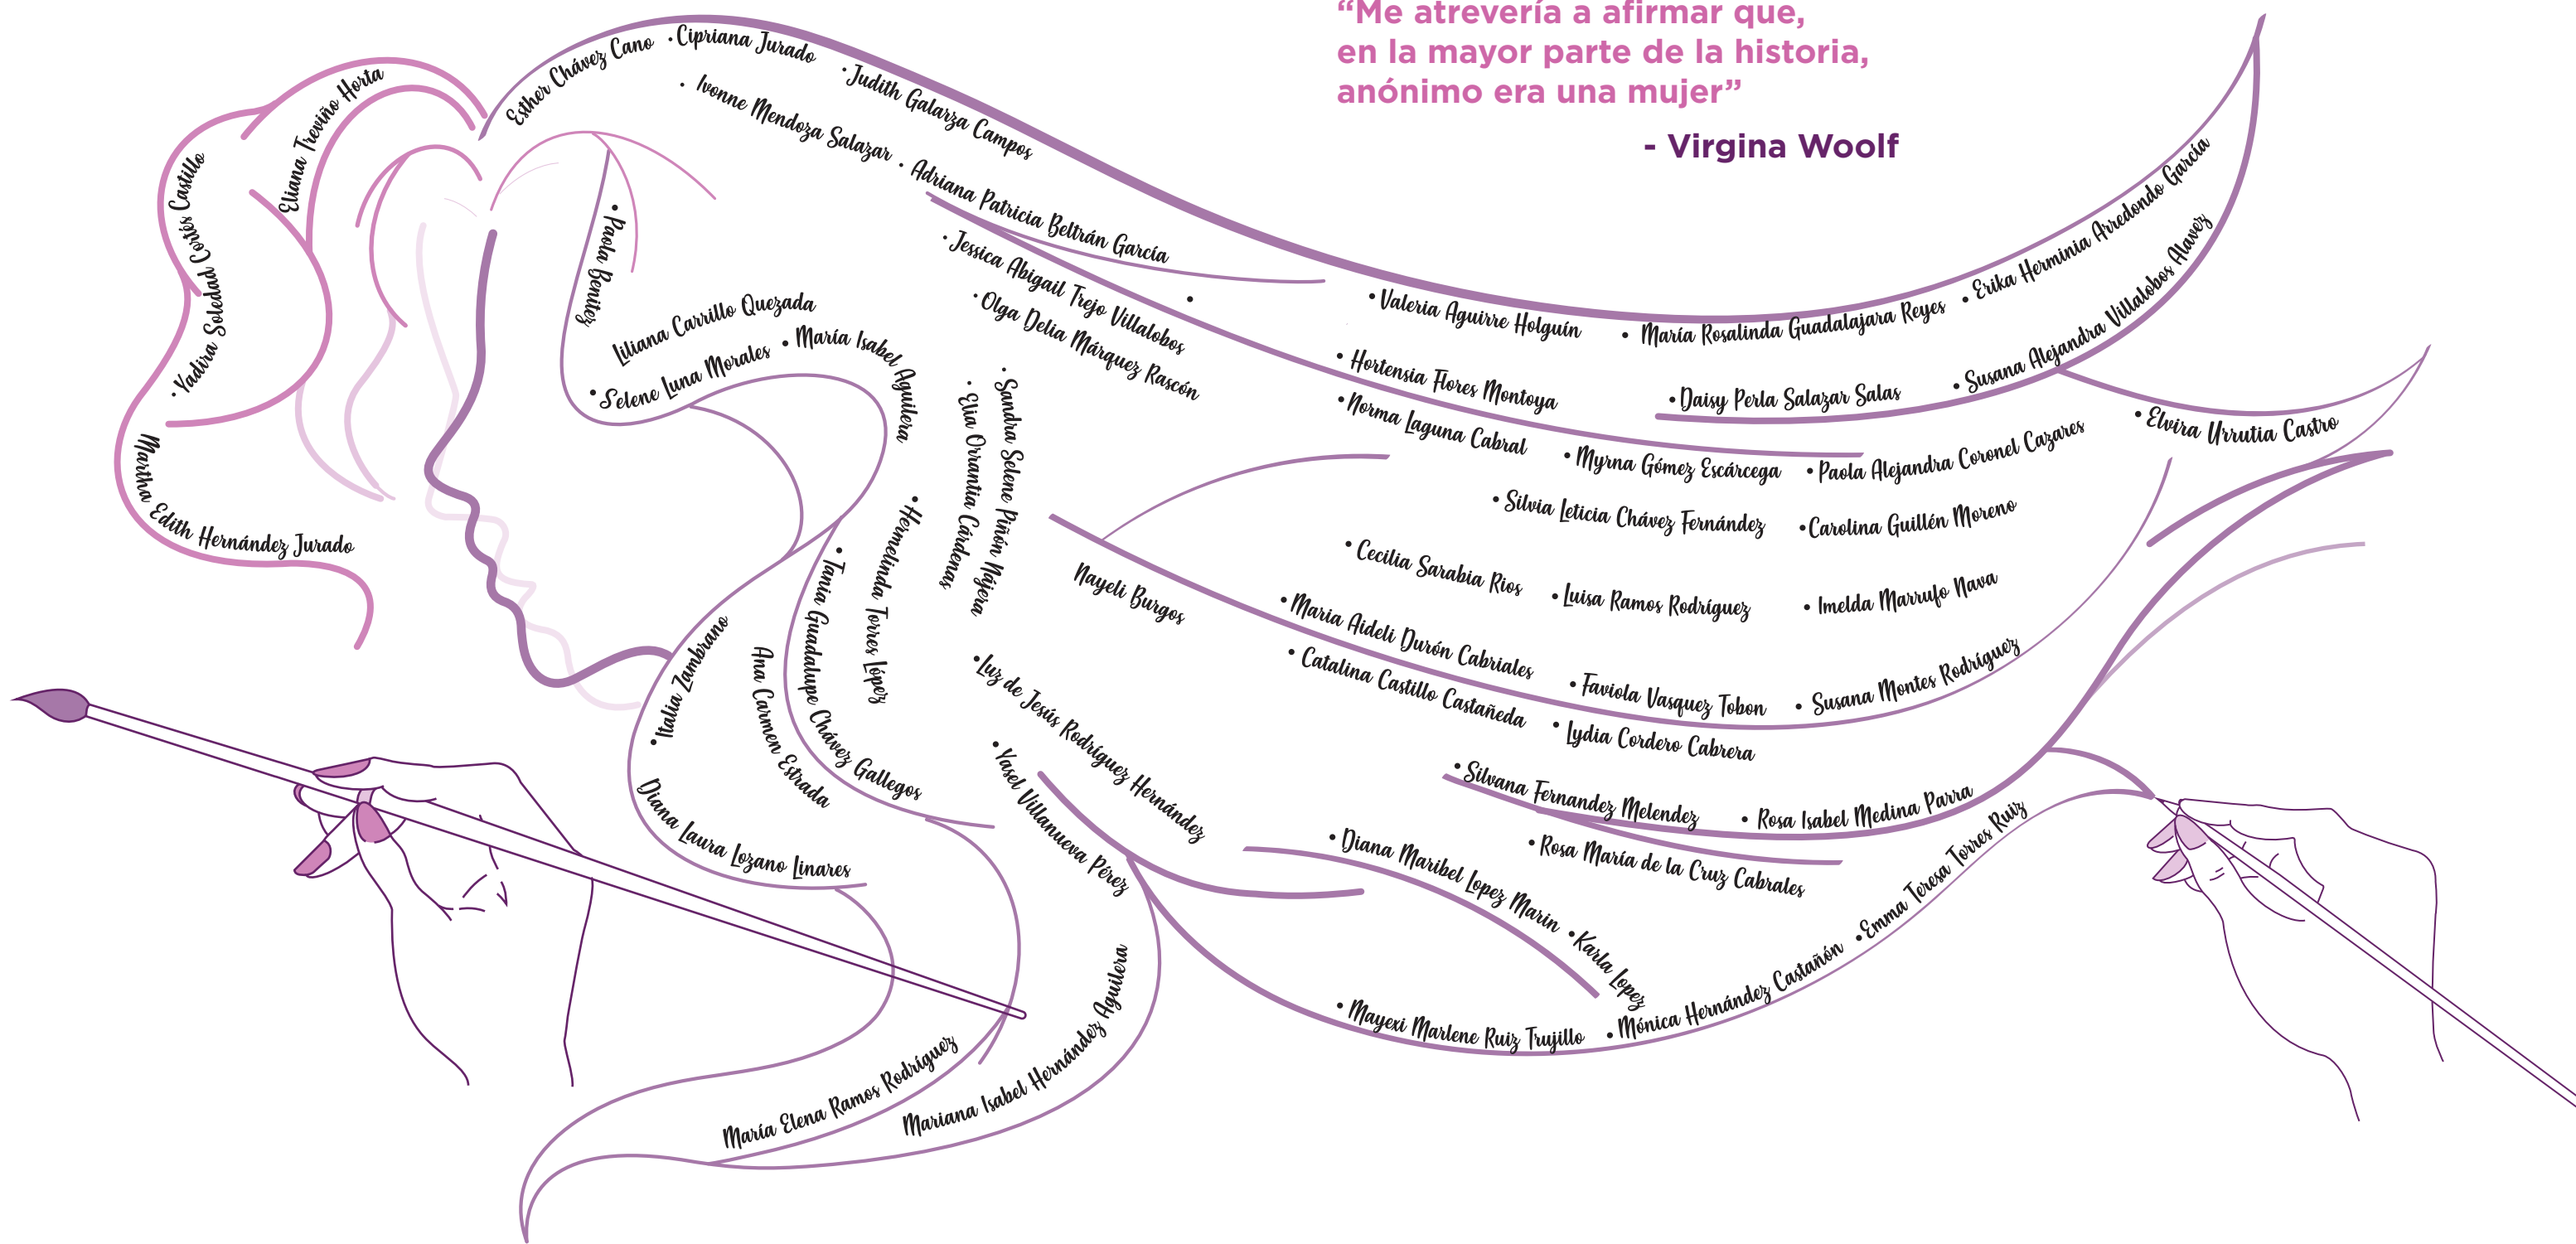 “Me atrevería a afirmar que,
en la mayor parte de la historia,
anónimo era una mujer”
- Virgina Woolf
Esther Chávez Cano
• Cipriana Jurado
• Judith Galarza Campos
• Ivonne Mendoza Salazar
• Adriana Patricia Beltrán García
Eliana Treviño Horta
• Yadira Soledad Cortés Castillo
Martha Edith Hernández Jurado
• Paola Benitez
Liliana Carrillo Quezada
• Selene Luna Morales
• María Isabel Aguilera
• Jessica Abigail Trejo Villalobos
• Olga Delia Márquez Rascón
• Sandra Selene Piñón Nájera
• Elia Orrantia Cárdenas
• Hermelinda Torres López
• Tania Guadalupe Chávez Gallegos
Ana Carmen Estrada
• Italia Zambrano
Diana Laura Lozano Linares
• Valeria Aguirre Holguín
• María Rosalinda Guadalajara Reyes
• Erika Herminia Arredondo García
• Hortensia Flores Montoya
• Daisy Perla Salazar Salas
• Susana Alejandra Villalobos Alavez
• Norma Laguna Cabral
• Myrna Gómez Escárcega
• Paola Alejandra Coronel Cazares
• Elvira Urrutia Castro
• Silvia Leticia Chávez Fernández
• Carolina Guillén Moreno
• Cecilia Sarabia Rios
• Luisa Ramos Rodríguez
• Imelda Marrufo Nava
Nayeli Burgos
• Maria Aideli Durón Cabriales
• Faviola Vasquez Tobon
• Susana Montes Rodríguez
• Catalina Castillo Castañeda
• Lydia Cordero Cabrera
• Luz de Jesús Rodríguez Hernández
• Yasel Villanueva Pérez
• Silvana Fernandez Melendez
• Rosa Isabel Medina Parra
• Rosa María de la Cruz Cabrales
• Diana Maribel Lopez Marin
• Karla Lopez
• Emma Teresa Torres Ruiz
• Mayexi Marlene Ruiz Trujillo
• Mónica Hernández Castañón
María Elena Ramos Rodríguez
Mariana Isabel Hernández Aguilera